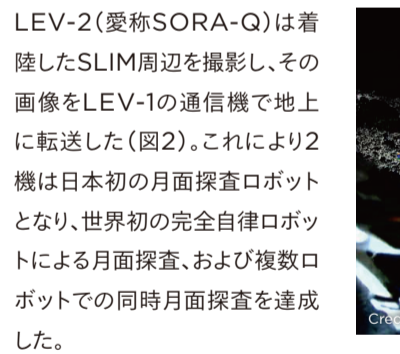 LEV-2（愛称SORA-Q）は着
陸したSLIM周辺を撮影し、その
画像をLEV-1の通信機で地上
に転送した（図2）。これにより2
機は日本初の月面探査ロボット
となり、世界初の完全自律ロボッ
トによる月面探査、および複数ロ
ボットでの同時月面探査を達成
した。